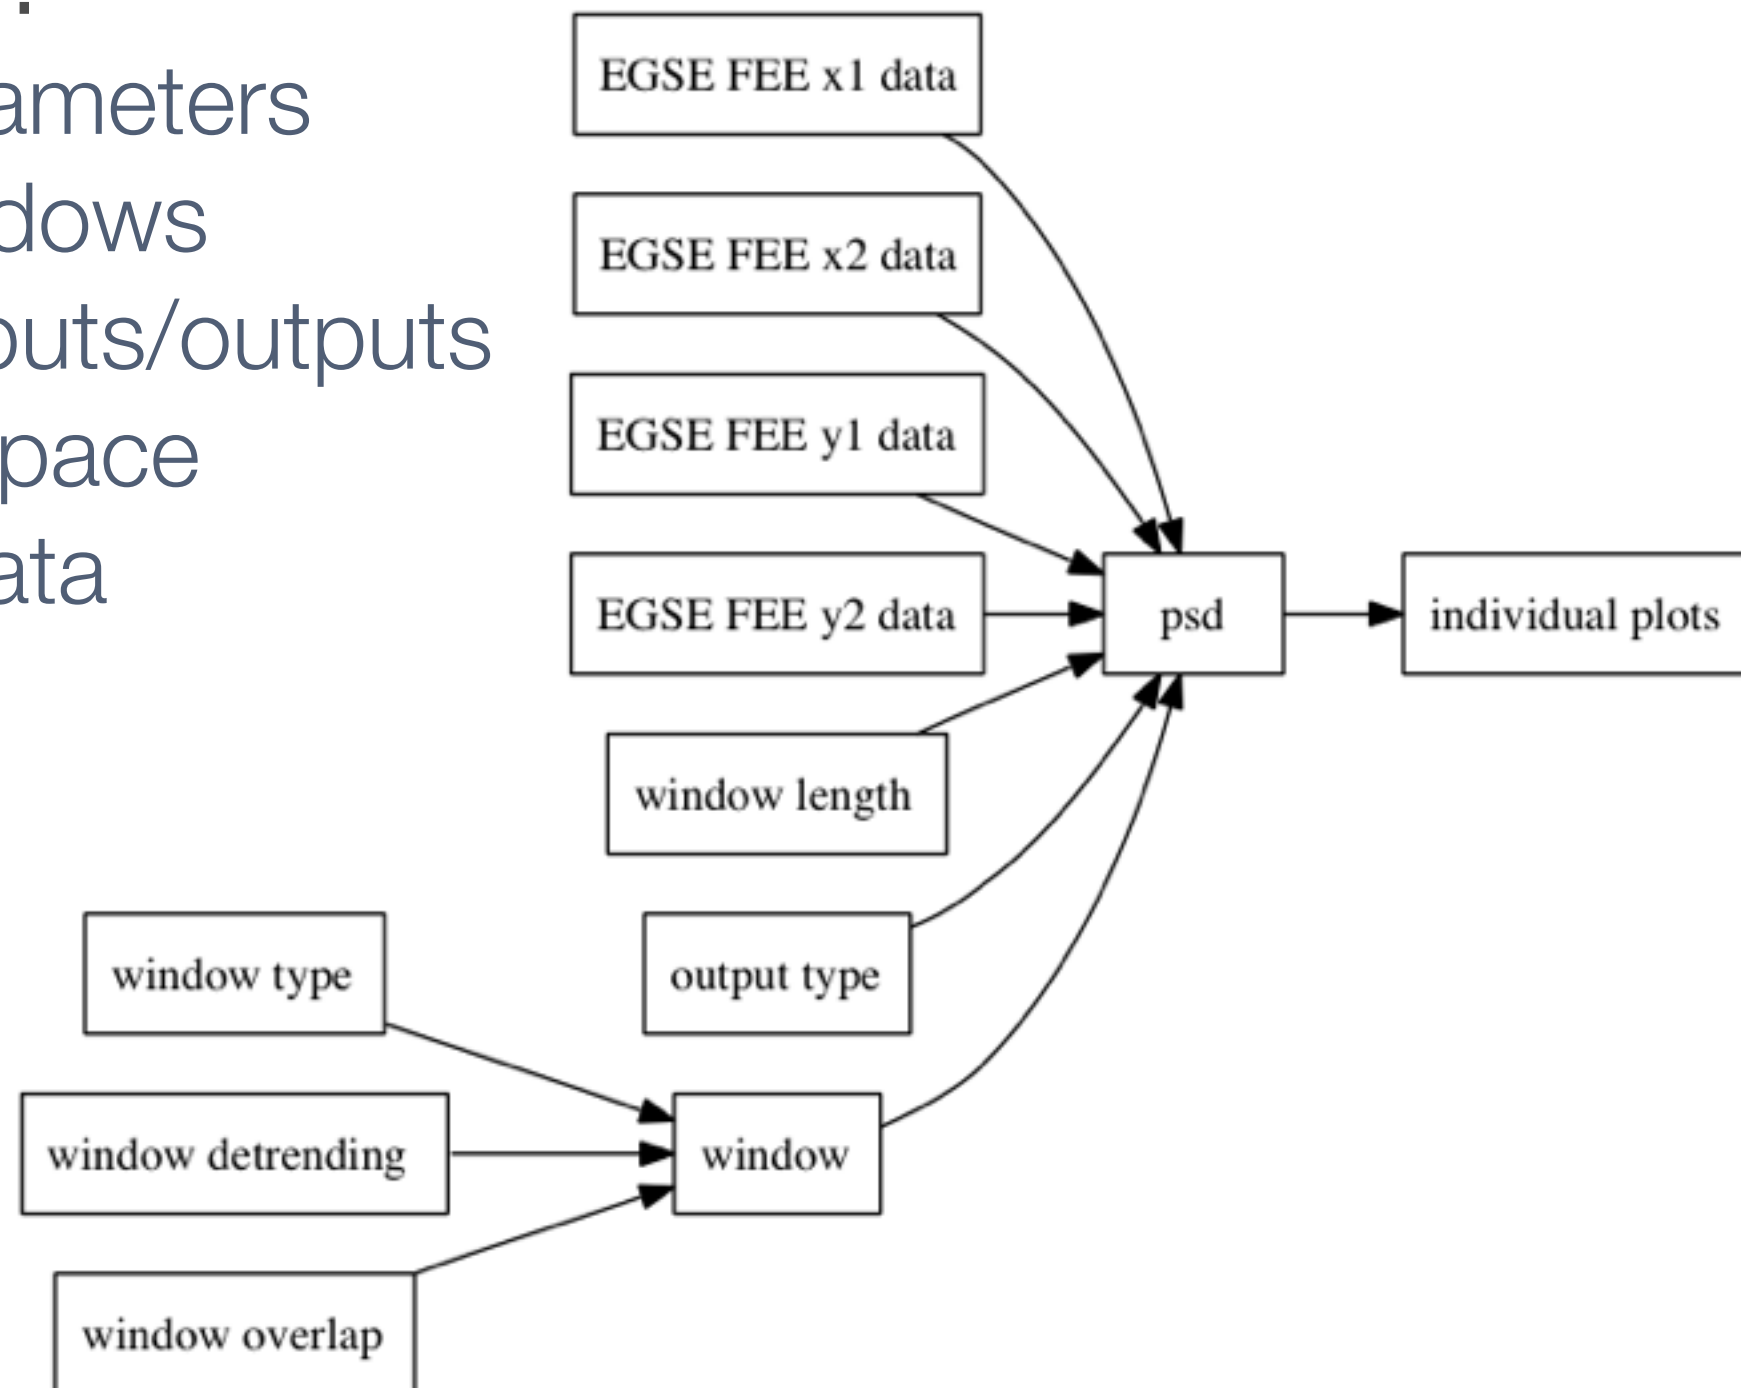 ameters
dows
outs/outputs
pace
ata
EGSE FEE x1 data
EGSE FEE x2 data
EGSE FEE y1 data
EGSE FEE y2 data
psd
individual plots
window length
window type
output type
window detrending
window
window overlap